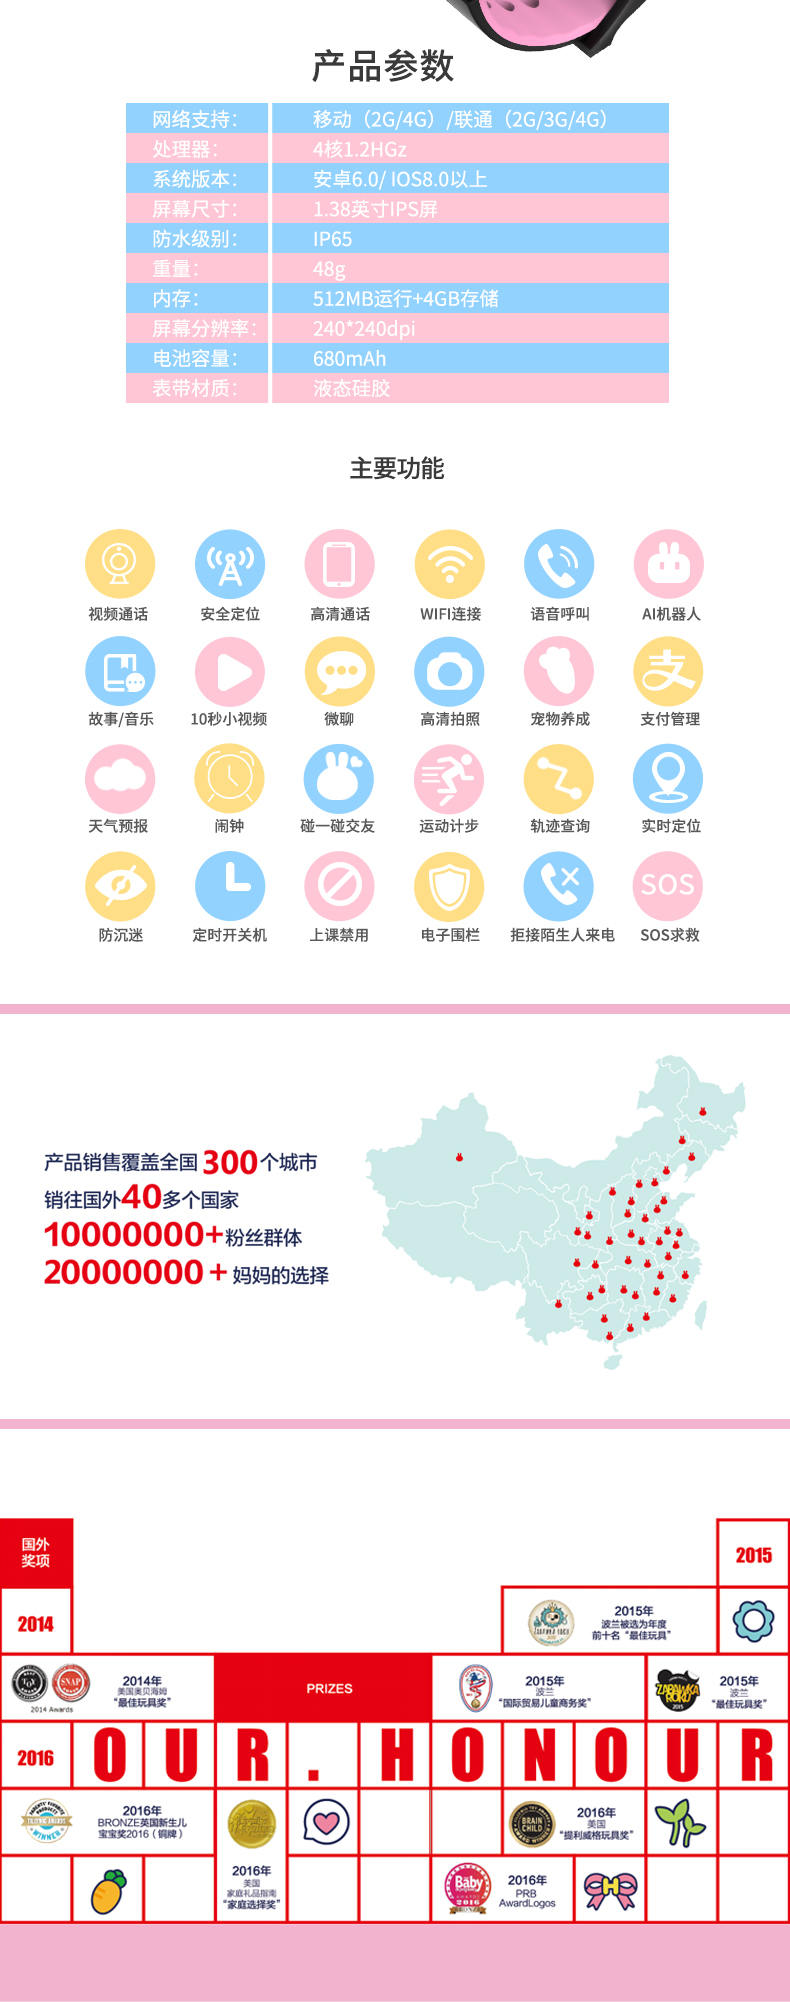 产品参数
网络支持: 移动（2G/4G）/联通（2G/3G/4G）
处理器: 4核1.2HGz
系统版本: 安卓6.0/ IOS8.0以上
屏幕尺寸: 1.38英寸IPS屏
防水级别: IP65
重量: 48g
内存: 512MB运行+4GB存储
屏幕分辨率: 240*240dpi
电池容量: 680mAh
表带材质: 液态硅胶
主要功能
视频通话 安全定位 高清通话 WIFI连接 语音呼叫 AI机器人
支
故事/音乐 10秒小视频 微聊 高清拍照 宠物养成 支付管理
天气预报 闹钟 碰一碰交友 运动计步 轨迹查询 实时定位
SOS
防沉迷 定时开关机 上课禁用 电子围栏 拒接陌生人来电 SOS求救
产品销售覆盖全国300个城市
销往国外40多个国家
10000000+粉丝群体
20000000+妈妈的选择
国外
奖项
2015
2014
2015年
波兰被选为年度
前十名“最佳玩具”
SNAP
2014 Awards
2014年
美国奥贝海姆
“最佳玩具奖”
PRIZES
2015年
波兰
“国际贸易儿童商务奖”
ZABAWKA
ROKU
2015
2015年
波兰
“最佳玩具奖”
2016
OUR.HONOUR
WINNER
2016年
BRONZE英国新生儿
宝宝奖2016（铜牌）
BRAIN
CHILD
2016年
美国
“提利威格玩具奖”
2016年
美国
家庭礼品指南
“家庭选择奖”
Baby
AWARDS
2016
2016年
PRB
AwardLogos
H